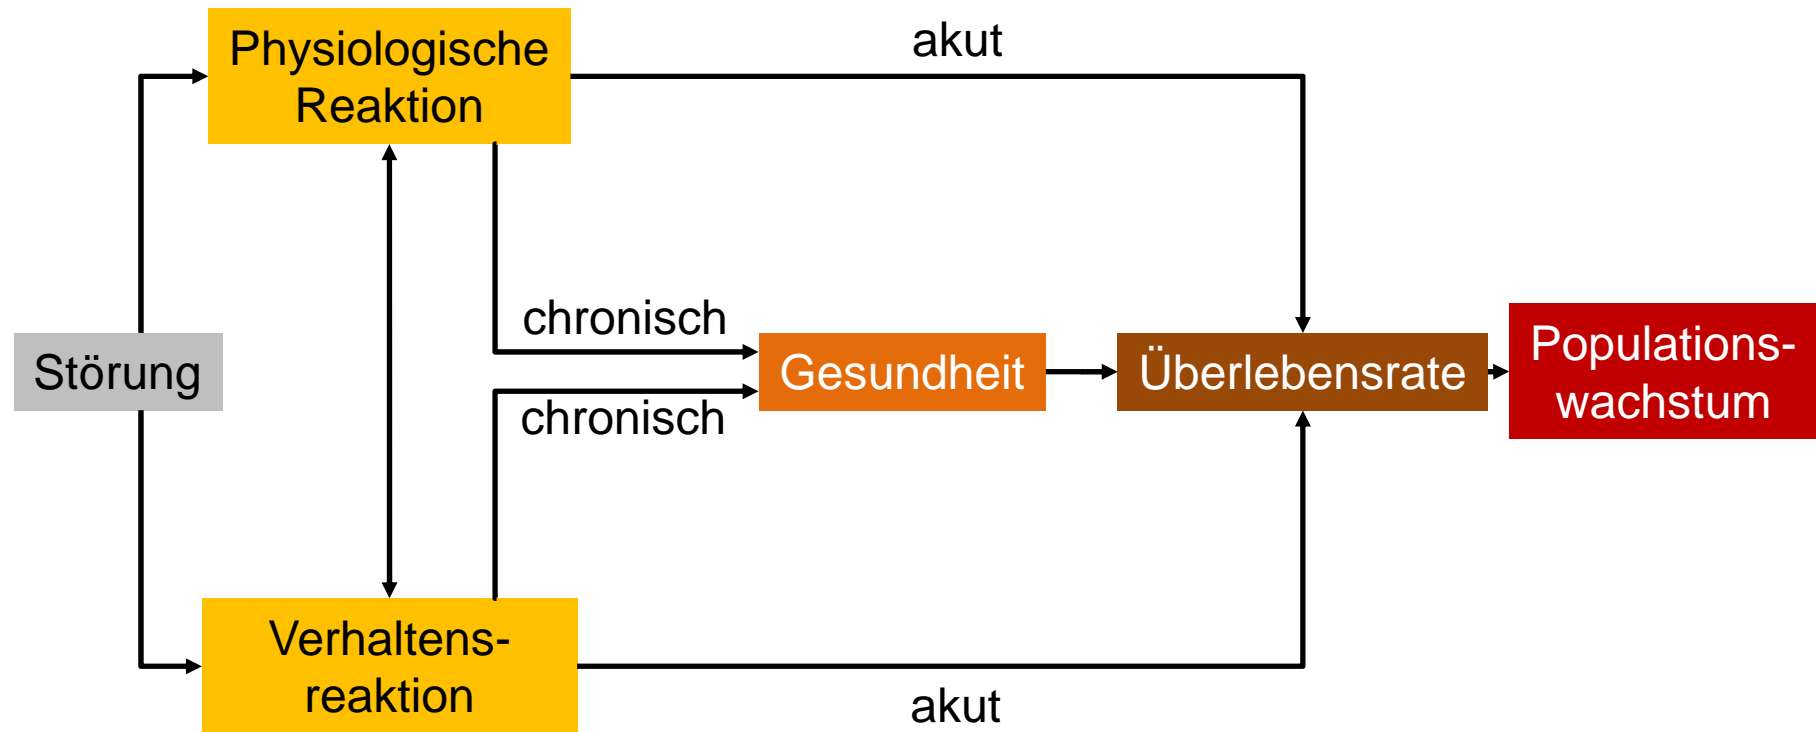 Physiologische
Reaktion
akut
chronisch
Störung
Gesundheit
Überlebensrate
Populations-
wachstum
chronisch
Verhaltens-
reaktion
akut